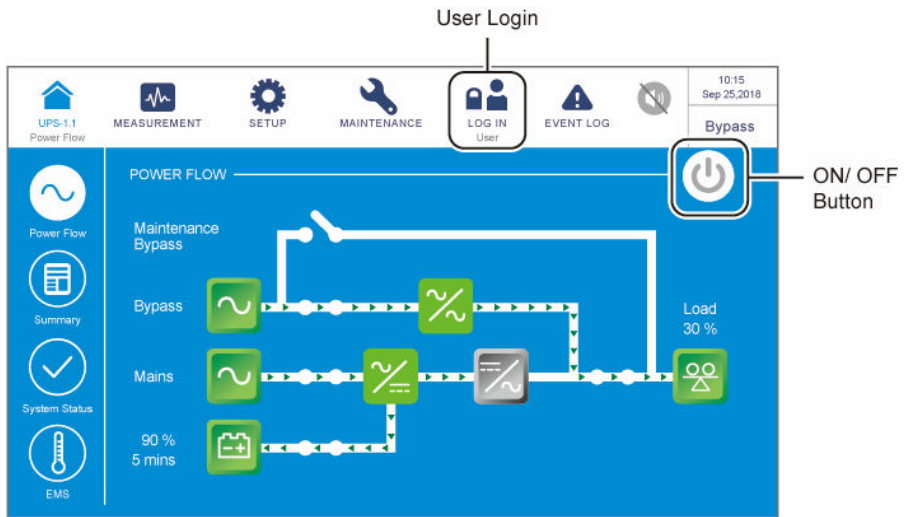 User Login
10:15
Sep 25,2018
UPS-1.1
Power Flow
MEASUREMENT
SETUP
MAINTENANCE
LOG IN
User
EVENT LOG
Bypass
POWER FLOW
ON/ OFF
Button
Power Flow
Maintenance
Bypass
Summary
Bypass
Load
30 %
Mains
System Status
90 %
5 mins
EMS